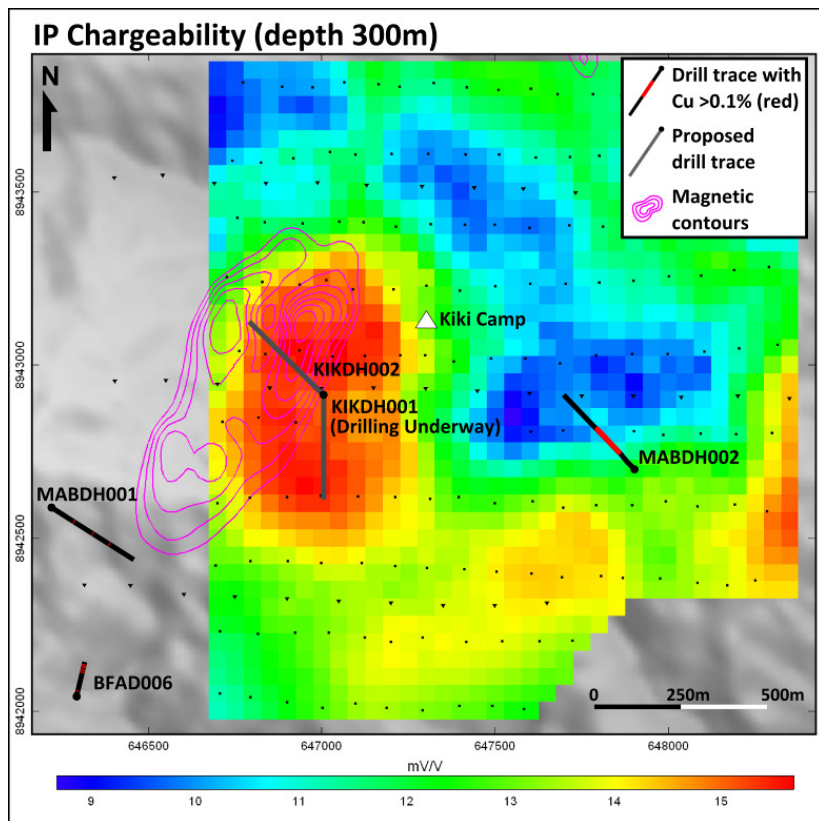 IP Chargeability (depth 300m)
N
Drill trace with
Cu >0.1% (red)
Proposed
drill trace
Magnetic
contours
8943500
Kiki Camp
8943000
KIKDH002
KIKDH001
(Drilling Underway)
MABDH002
MABDH001
8942500
BFAD006
0 250m 500m
8942000
646500 647000 647500 648000
mV/V
9 10 11 12 13 14 15